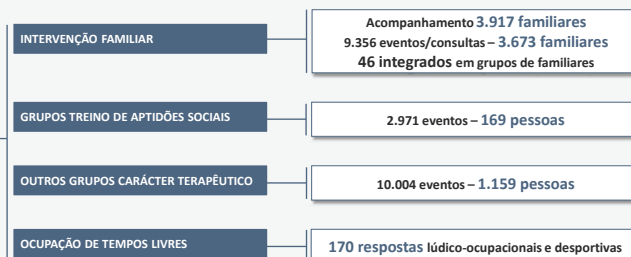 INTERVENÇÃO FAMILIAR
Acompanhamento 3.917 familiares
9.356 eventos/consultas – 3.673 familiares
46 integrados em grupos de familiares
GRUPOS TREINO DE APTIDÕES SOCIAIS
2.971 eventos – 169 pessoas
OUTROS GRUPOS CARÁCTER TERAPÊUTICO
10.004 eventos – 1.159 pessoas
OCUPAÇÃO DE TEMPOS LIVRES
170 respostas lúdico-ocupacionais e desportivas